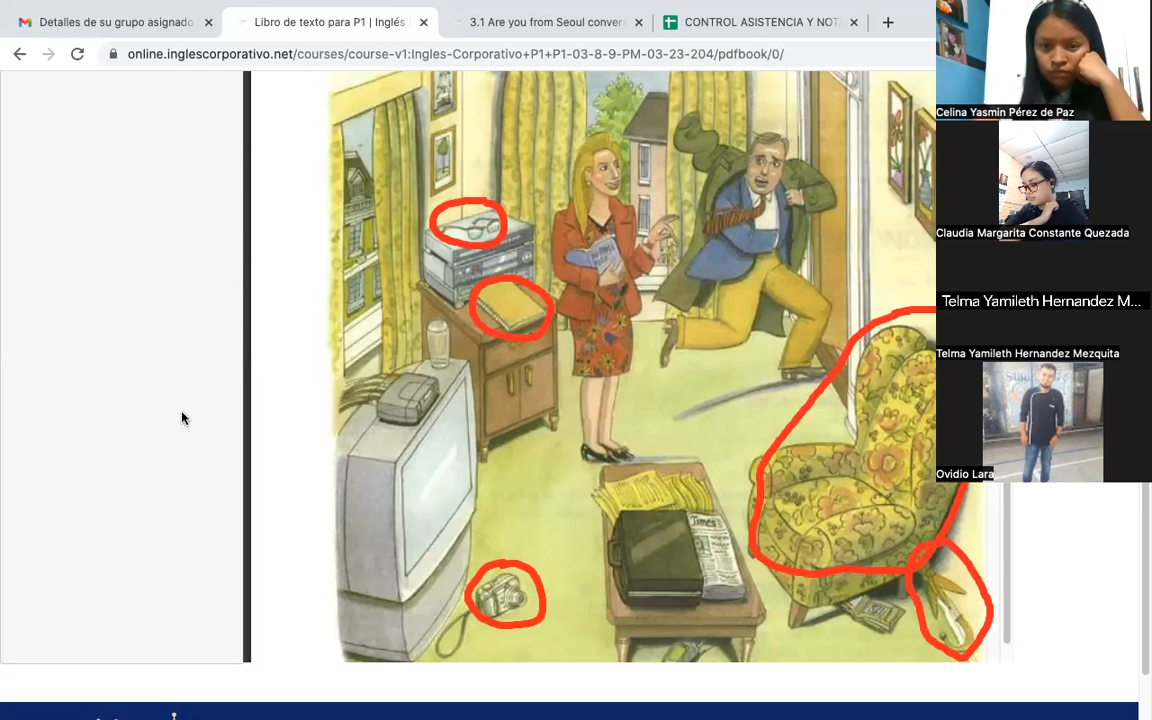 Detalles de su grupo asignado
Libro de texto para P1 | Inglés
3.1 Are you from Seoul convers
CONTROL ASISTENCIA Y NOT
online.inglescorporativo.net/courses/course-v1:Ingles-Corporativo+P1+P1-03-8-9-PM-03-23-204/pdfbook/0/
Celina Yasmin Pérez de Paz
Claudia Margarita Constante Quezada
Telma Yamileth Hernandez M...
Telma Yamileth Hernandez Mezquita
Ovidio Lara
Times